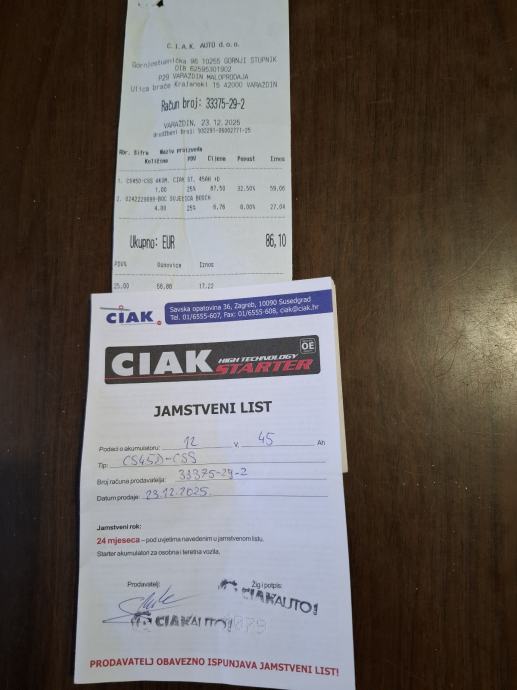 C.I.A.K. AUTO d.o.o.
Gornjostupnička 96 10255 GORNJI STUPNIK
OIB 62595301902
P29 VARAŽDIN MALOPRODAJA
Ulica braće Krajanski 15 42000 VARAŽDIN
Račun broj: 33375-29-2
VARAŽDIN, 23.12.2025
Rbr. Šifra Naziv proizvoda
Količina PDV Cijena Popust Iznos
1. CS45D-CSS AKUM. CIAK ST. 45AH +D
1.00 25% 87,50 32.50% 59,06
2. 0242229699-BOC SVJEĆICA BOSCH
4.00 25% 6,76 0.00% 27,04
Ukupno: EUR 86,10
PDV% Osnovica Iznos
25.00 68,88 17,22
CIAK
Savska opatovina 36, Zagreb, 10090 Susedgrad
Tel. 01/6555-607, Fax: 01/6555-608, ciak@ciak.hr
CIAK HIGH TECHNOLOGY STARTER OE
JAMSTVENI LIST
Podaci o akumulatoru: 12 v. 45 Ah
Tip: CS45D-CSS
Broj računa prodavatelja: 33375-29-2
Datum prodaje: 23.12.2025.
Jamstveni rok:
24 mjeseca – pod uvjetima navedenim u jamstvenom listu.
Starter akumulatori za osobna i teretna vozila.
Prodavatelj: Žig i potpis:
CIAK AUTO!
CIAK AUTO!
PRODAVATELJ OBAVEZNO ISPUNJAVA JAMSTVENI LIST!